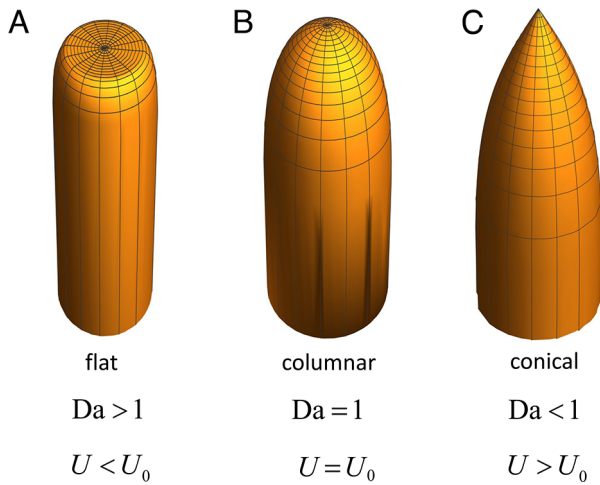 A B C
flat columnar conical
Da > 1 Da = 1 Da < 1
U < U₀ U = U₀ U > U₀